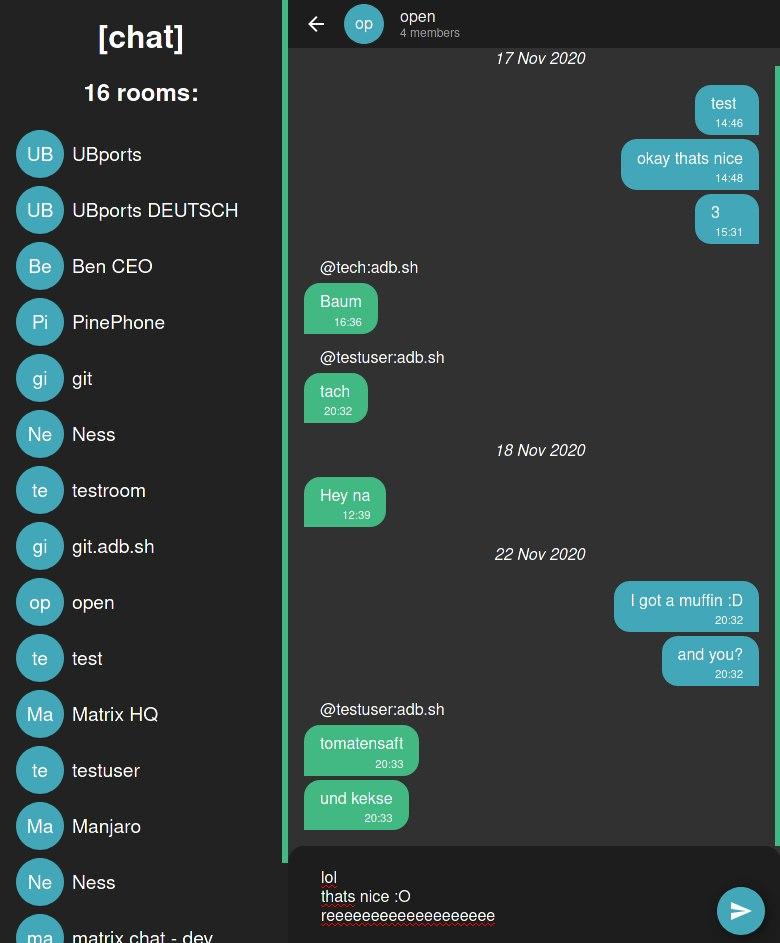 [chat]
16 rooms:
UB UBports
UB UBports DEUTSCH
Be Ben CEO
Pi PinePhone
gi git
Ne Ness
te testroom
gi git.adb.sh
op open
te test
Ma Matrix HQ
te testuser
Ma Manjaro
Ne Ness
ma matrix chat - dev
op open
4 members
17 Nov 2020
test
14:46
okay thats nice
14:48
3
15:31
@tech:adb.sh
Baum
16:36
@testuser:adb.sh
tach
20:32
18 Nov 2020
Hey na
12:39
22 Nov 2020
I got a muffin :D
20:32
and you?
20:32
@testuser:adb.sh
tomatensaft
20:33
und kekse
20:33
lol
thats nice :O
reeeeeeeeeeeeeeeeeee